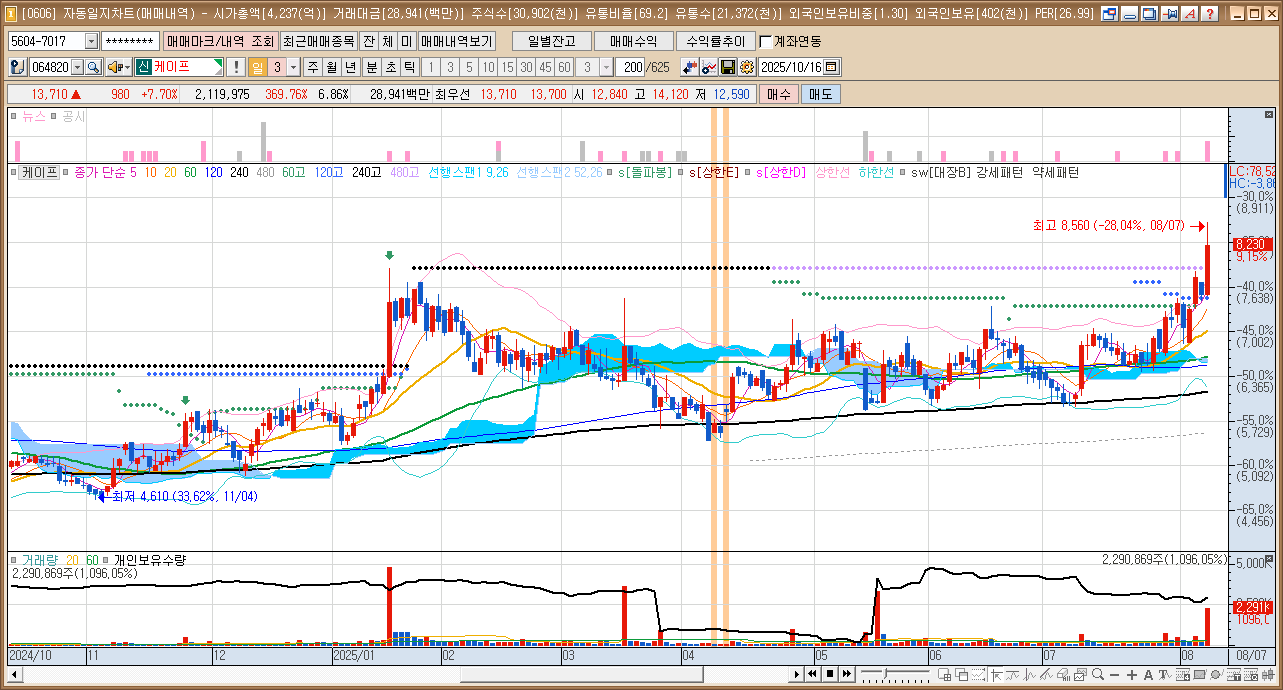 [0606] 자동일지차트(매매내역) - 시가총액[4,237(억)] 거래대금[28,941(백만)] 주식수[30,902(천)] 유통비율[69.2] 유통수[21,372(천)] 외국인보유비중[1.30] 외국인보유[402(천)] PER[26.99]
5604-7017 ******** 매매마크/내역 조회 최근매매종목 잔 체 미 매매내역보기 일별잔고 매매수익 수익률추이 계좌연동
064820 신 케이프 ! 일 3 주 월 년 분 초 틱 1 3 5 10 15 30 45 60 3 200 /625 2025/10/16
13,710 ▲ 980 +7.70% 2,119,975 369.76% 6.86% 28,941백만 최우선 13,710 13,700 시 12,840 고 14,120 저 12,590 매수 매도
뉴스 공시
케이프 종가 단순 5 10 20 60 120 240 480 60고 120고 240고 480고 선행스팬1 9,26 선행스팬2 52,26 s[돌파봉] s[상한E] s[상한D] 상한선 하한선 sw[대장B] 강세패턴 약세패턴
LC:78,52
HC:-3,86
-30,0%
(8,911)
최고 8,560 (-28,04%, 08/07)
8,230
9,15%
-40,0%
(7,638)
-45,0%
(7,002)
-50,0%
(6,365)
-55,0%
(5,729)
-60,0%
(5,092)
최저 4,610 (33,62%, 11/04)
-65,0%
(4,456)
거래량 20 60 개인보유수량
2,290,869주(1,096,05%)
2,290,869주(1,096,05%)
5,000K
2,291K
1096,(
2024/10 11 12 2025/01 02 03 04 05 06 07 08 08/07